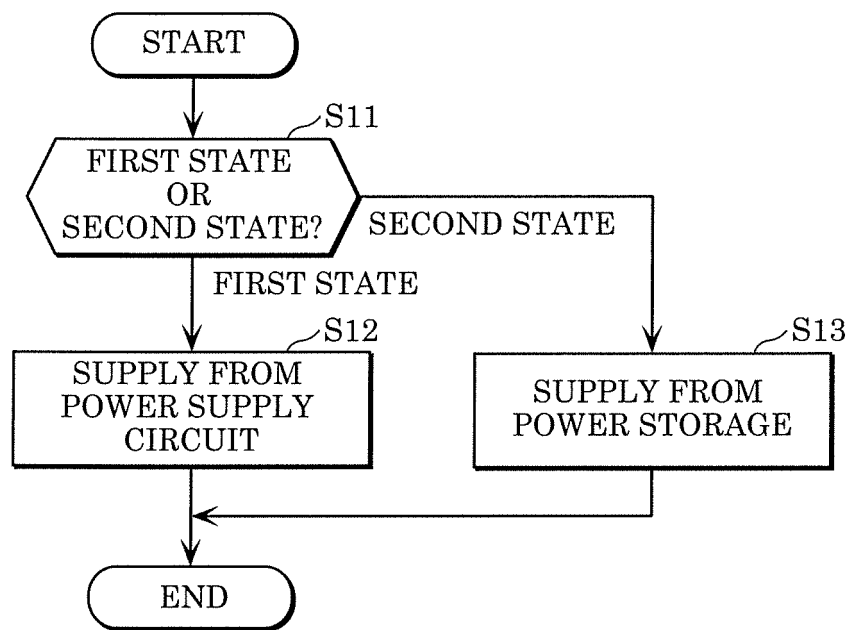 START
S11
FIRST STATE
OR
SECOND STATE?
SECOND STATE
FIRST STATE
S12
SUPPLY FROM
POWER SUPPLY
CIRCUIT
S13
SUPPLY FROM
POWER STORAGE
END